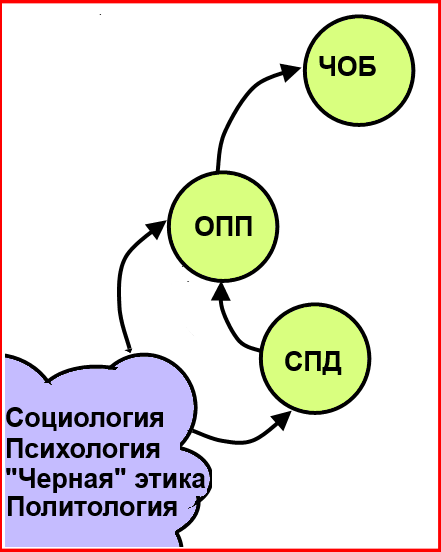 ЧОБ
ОПП
СПД
Социология
Психология
"Черная" этика
Политология